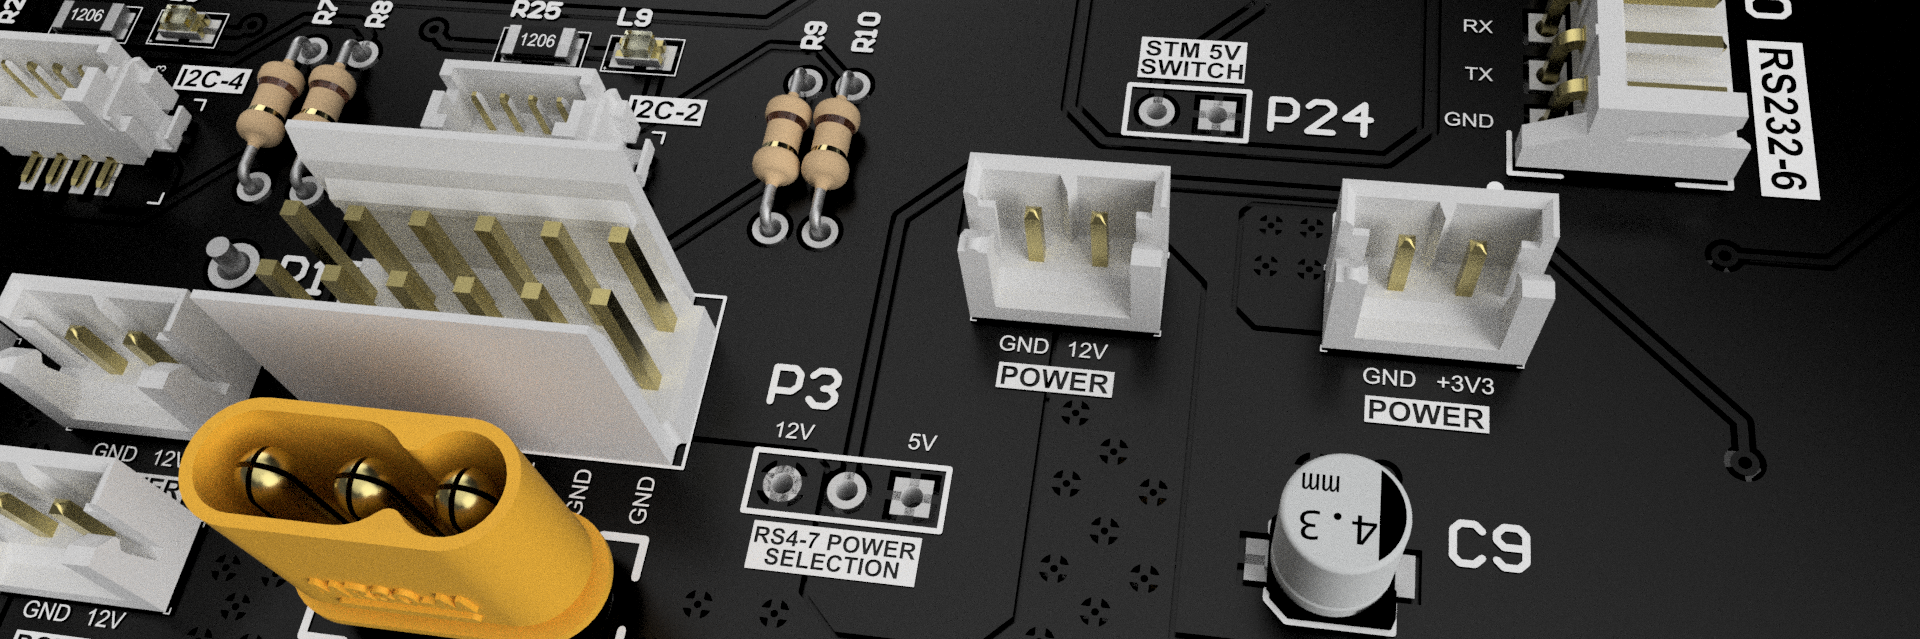 R7
R8
R25
L9
R9
R10
1206
1206
I2C-4
I2C-2
STM 5V
SWITCH
P24
RX
TX
GND
RS232-6
GND 12V
POWER
GND +3V3
POWER
P3
12V 5V
RS4-7 POWER
SELECTION
GND 12V
GND
GND
GND 12V
mm
4.3
C9